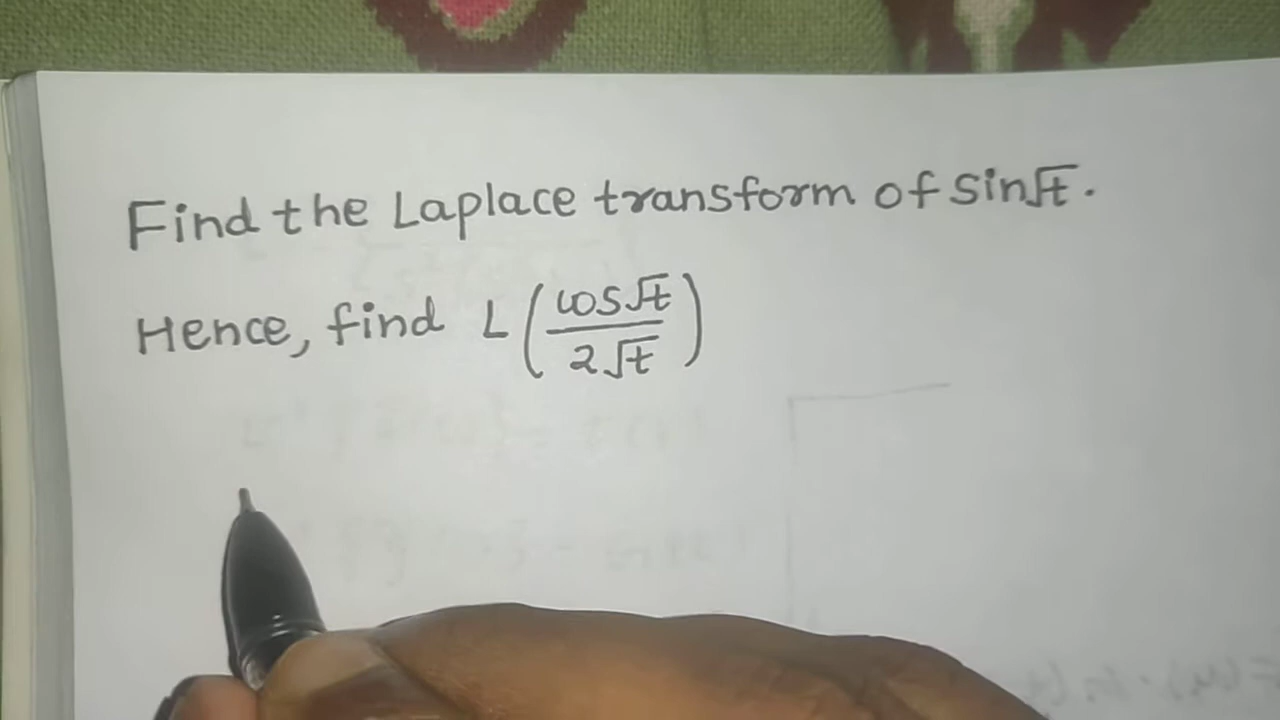 Find the Laplace transform of sin√t.
Hence, find L(cos√t / 2√t)